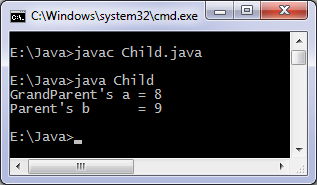 C:\Windows\system32\cmd.exe
E:\Java>javac Child.java
E:\Java>java Child
GrandParent's a = 8
Parent's b      = 9
E:\Java>_